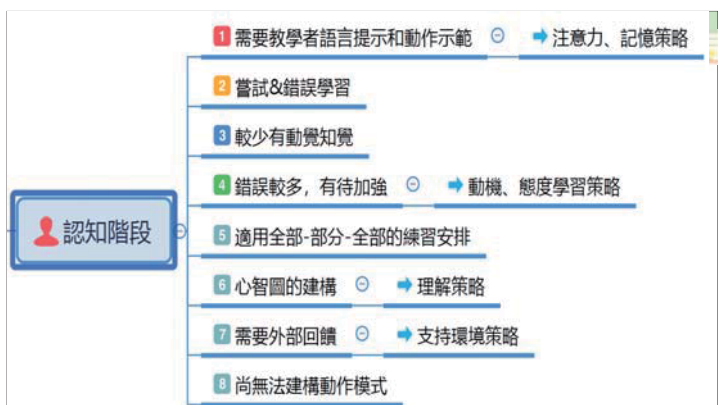 認知階段
1 需要教學者語言提示和動作示範 注意力、記憶策略
2 嘗試&錯誤學習
3 較少有動覺知覺
4 錯誤較多，有待加強 動機、態度學習策略
5 適用全部-部分-全部的練習安排
6 心智圖的建構 理解策略
7 需要外部回饋 支持環境策略
8 尚無法建構動作模式